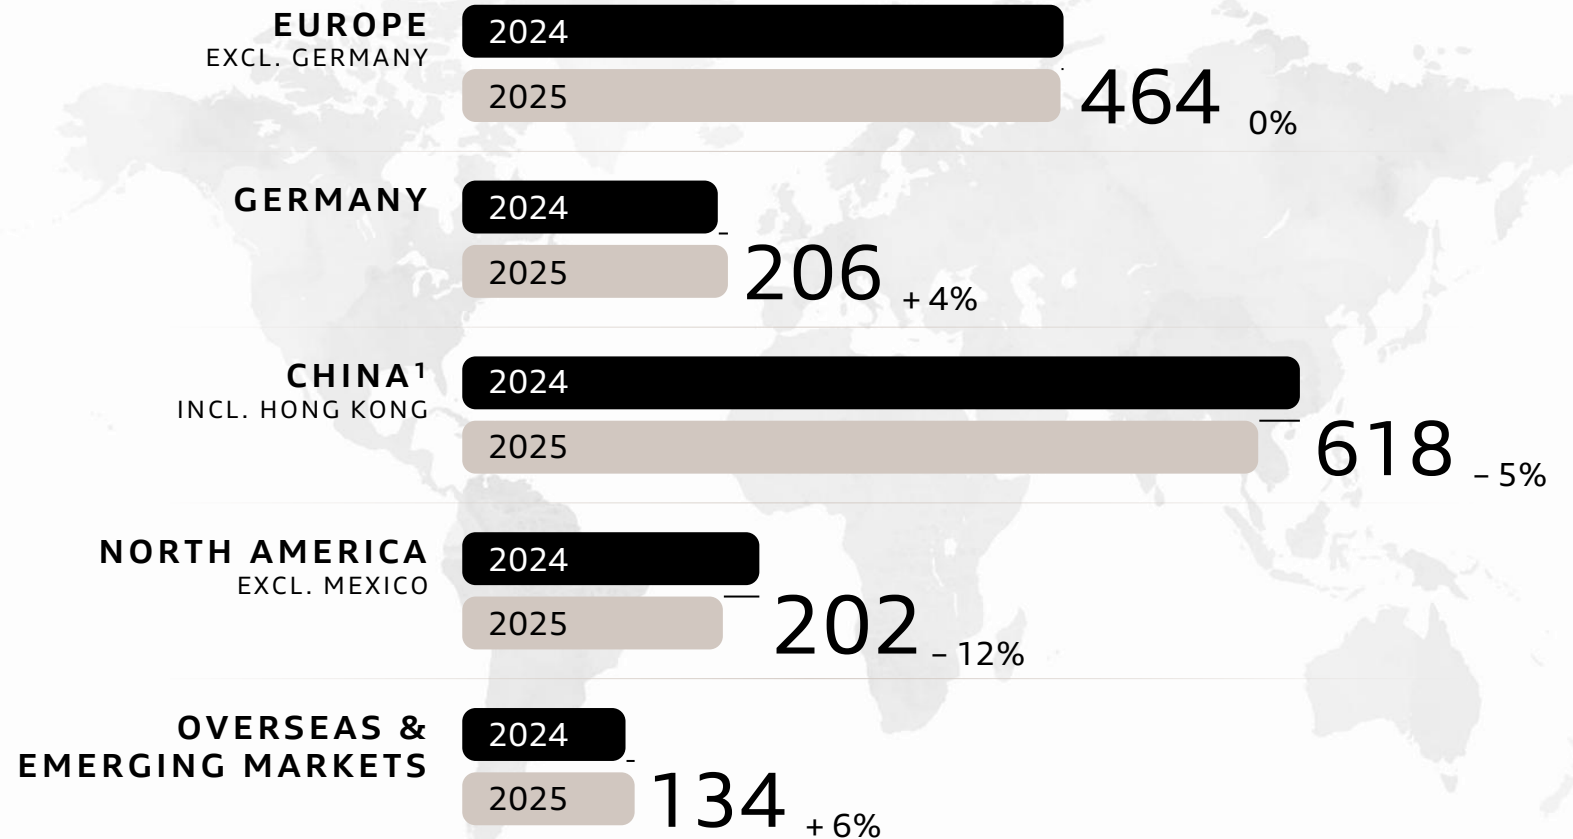 EUROPE
EXCL. GERMANY
2024
2025
464 0%
GERMANY
2024
2025
206 + 4%
CHINA¹
INCL. HONG KONG
2024
2025
618 – 5%
NORTH AMERICA
EXCL. MEXICO
2024
2025
202 – 12%
OVERSEAS &
EMERGING MARKETS
2024
2025
134 + 6%